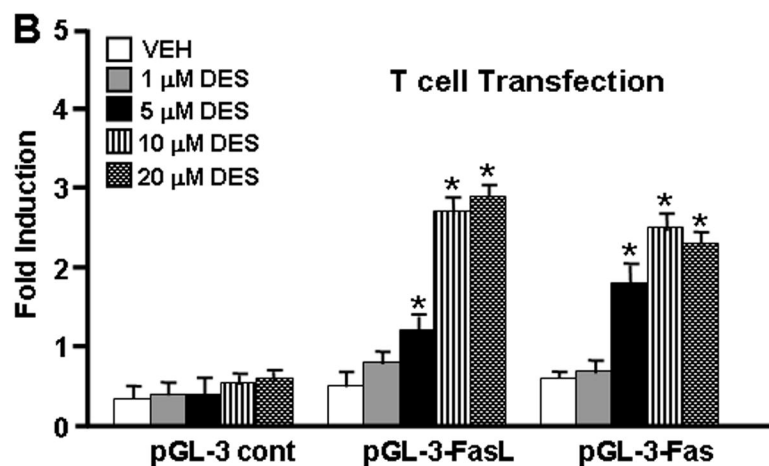 B
5
4
3
2
1
0
Fold Induction
VEH
1 µM DES
5 µM DES
10 µM DES
20 µM DES
T cell Transfection
* * *
* * *
pGL-3 cont
pGL-3-FasL
pGL-3-Fas